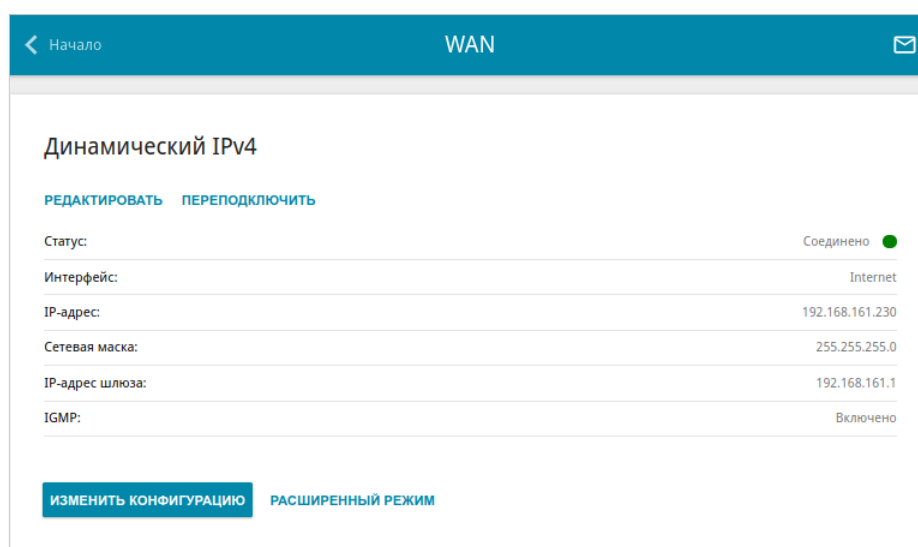 Начало WAN
Динамический IPv4
РЕДАКТИРОВАТЬ ПЕРЕПОДКЛЮЧИТЬ
Статус: Соединено
Интерфейс: Internet
IP-адрес: 192.168.161.230
Сетевая маска: 255.255.255.0
IP-адрес шлюза: 192.168.161.1
IGMP: Включено
ИЗМЕНИТЬ КОНФИГУРАЦИЮ РАСШИРЕННЫЙ РЕЖИМ